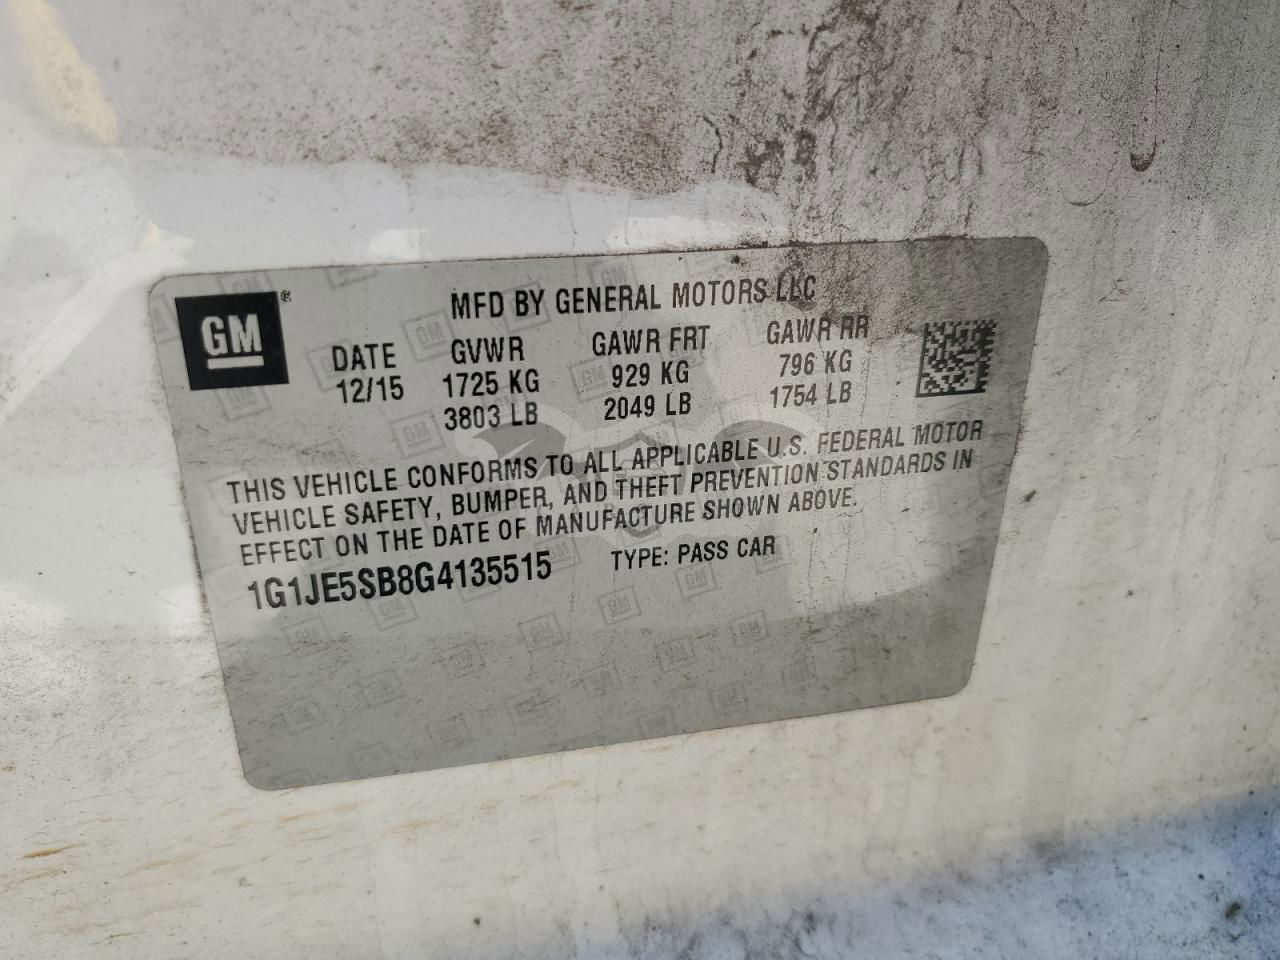 GM ®
MFD BY GENERAL MOTORS LLC
DATE GVWR GAWR FRT GAWR RR
12/15 1725 KG 929 KG 796 KG
3803 LB 2049 LB 1754 LB
THIS VEHICLE CONFORMS TO ALL APPLICABLE U.S. FEDERAL MOTOR
VEHICLE SAFETY, BUMPER, AND THEFT PREVENTION STANDARDS IN
EFFECT ON THE DATE OF MANUFACTURE SHOWN ABOVE.
1G1JE5SB8G4135515 TYPE: PASS CAR